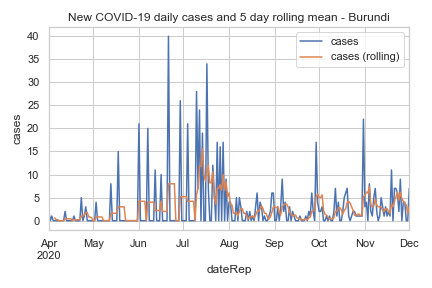 New COVID-19 daily cases and 5 day rolling mean - Burundi
cases
cases (rolling)
40
35
30
25
20
15
10
5
0
cases
Apr May Jun Jul Aug Sep Oct Nov Dec
2020
dateRep